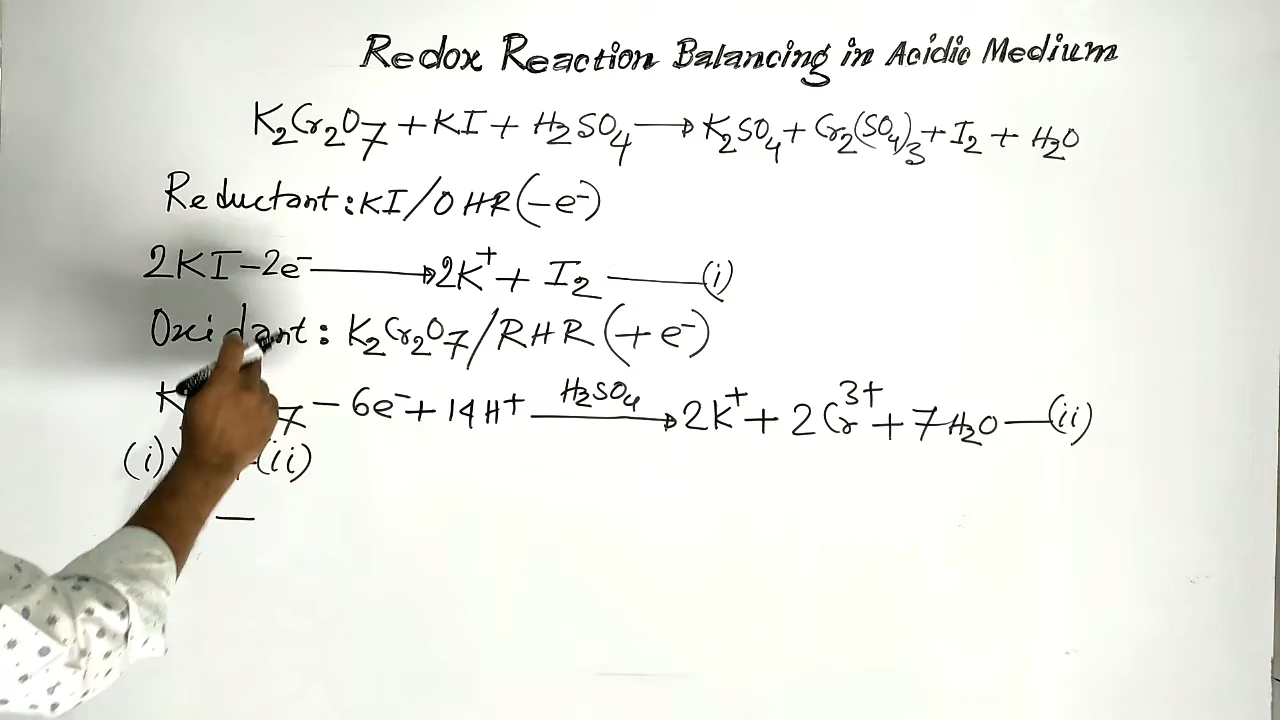 Redox Reaction Balancing in Acidic Medium
K₂Cr₂O₇ + KI + H₂SO₄ → K₂SO₄ + Cr₂(SO₄)₃ + I₂ + H₂O
Reductant: KI/OHR(-e⁻)
2KI - 2e⁻ → 2K⁺ + I₂ — (i)
Oxidant: K₂Cr₂O₇/RHR(+e⁻)
K 7 - 6e⁻ + 14H⁺ H₂SO₄ → 2K⁺ + 2Cr³⁺ + 7H₂O — (ii)
(i) (ii)